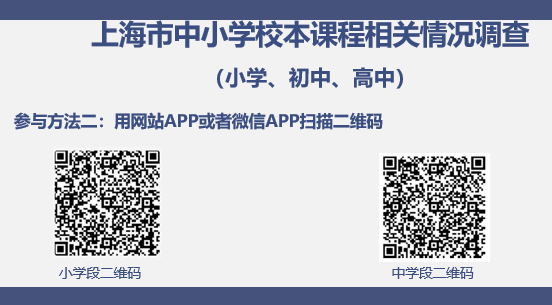 上海市中小学校本课程相关情况调查
（小学、初中、高中）
参与方法二：用网站APP或者微信APP扫描二维码
小学段二维码
中学段二维码